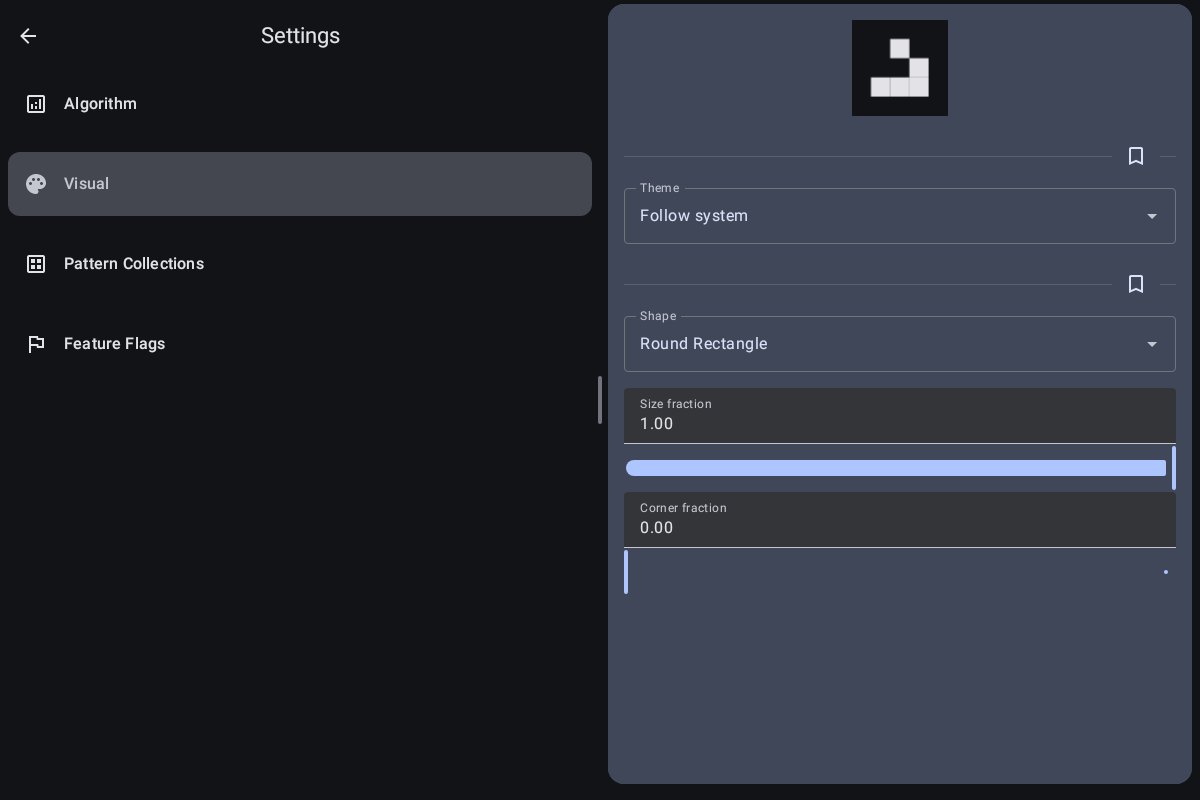 Settings
Algorithm
Visual
Pattern Collections
Feature Flags
Theme
Follow system
Shape
Round Rectangle
Size fraction
1.00
Corner fraction
0.00